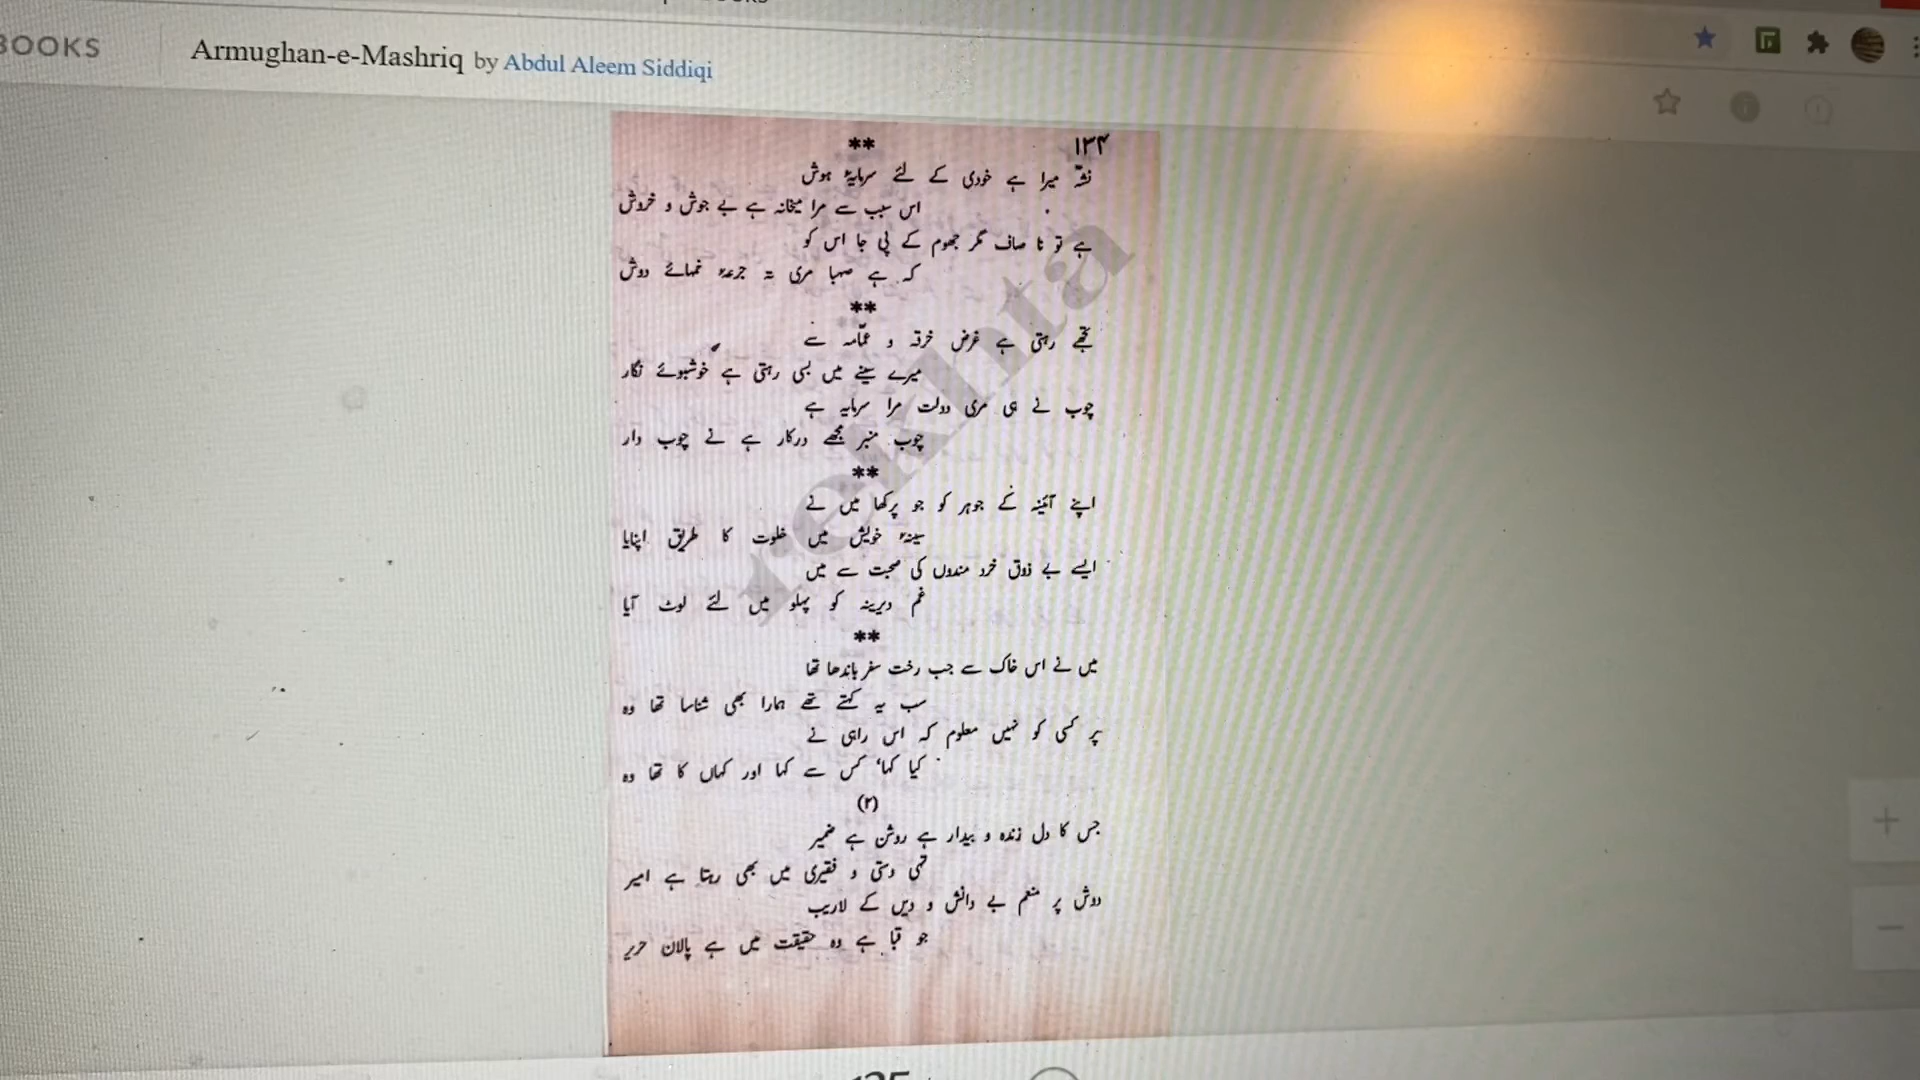 BOOKS
Armughan-e-Mashriq by Abdul Aleem Siddiqi
۱۳۴
**
نشہ میرا ہے خودی کے لئے سرمایۂ ہوش
اس سبب سے مرا میخانہ ہے بے جوش و خروش
ہے تو نا صاف مگر جھوم کے پی جا اس کو
کہ ہے صہبا مری تہ جرعۂ خمہائے دوش
**
تجھے رہتی ہے غرض خرقہ و عمّامہ سے
میرے سینے میں بسی رہتی ہے خوشبوئے نگار
چوب نے ہی مری دولت مرا سرمایہ ہے
چوب منبر مجھے درکار ہے نے چوب دار
**
اپنے آئینہ کے جوہر کو جو پرکھا میں نے
سینۂ خویش میں خلوت کا طریق اپنایا
ایسے بے ذوق خرد مندوں کی صحبت سے میں
غم دیرینہ کو پہلو میں لئے لوٹ آیا
**
میں نے اس خاک سے جب رخت سفر باندھا تھا
سب یہ کہتے تھے ہمارا بھی شناسا تھا وہ
پر کسی کو نہیں معلوم کہ اس راہی نے
کیا کہا، کس سے کہا اور کہاں کا تھا وہ
(۲)
جس کا دل زندہ و بیدار ہے روشن ہے ضمیر
تہی دستی و فقیری میں بھی رہتا ہے امیر
دوش پر منعم بے دانش و دیں کے لاریب
جو قبا ہے وہ حقیقت میں ہے پالان حریر
rekhta